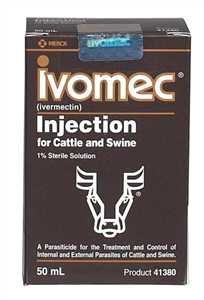 MERCK
ivomec®
(ivermectin)
Injection
for Cattle and Swine
1% Sterile Solution
A Parasiticide for the Treatment and Control of
Internal and External Parasites of Cattle and Swine.
50 mL
Product 41380